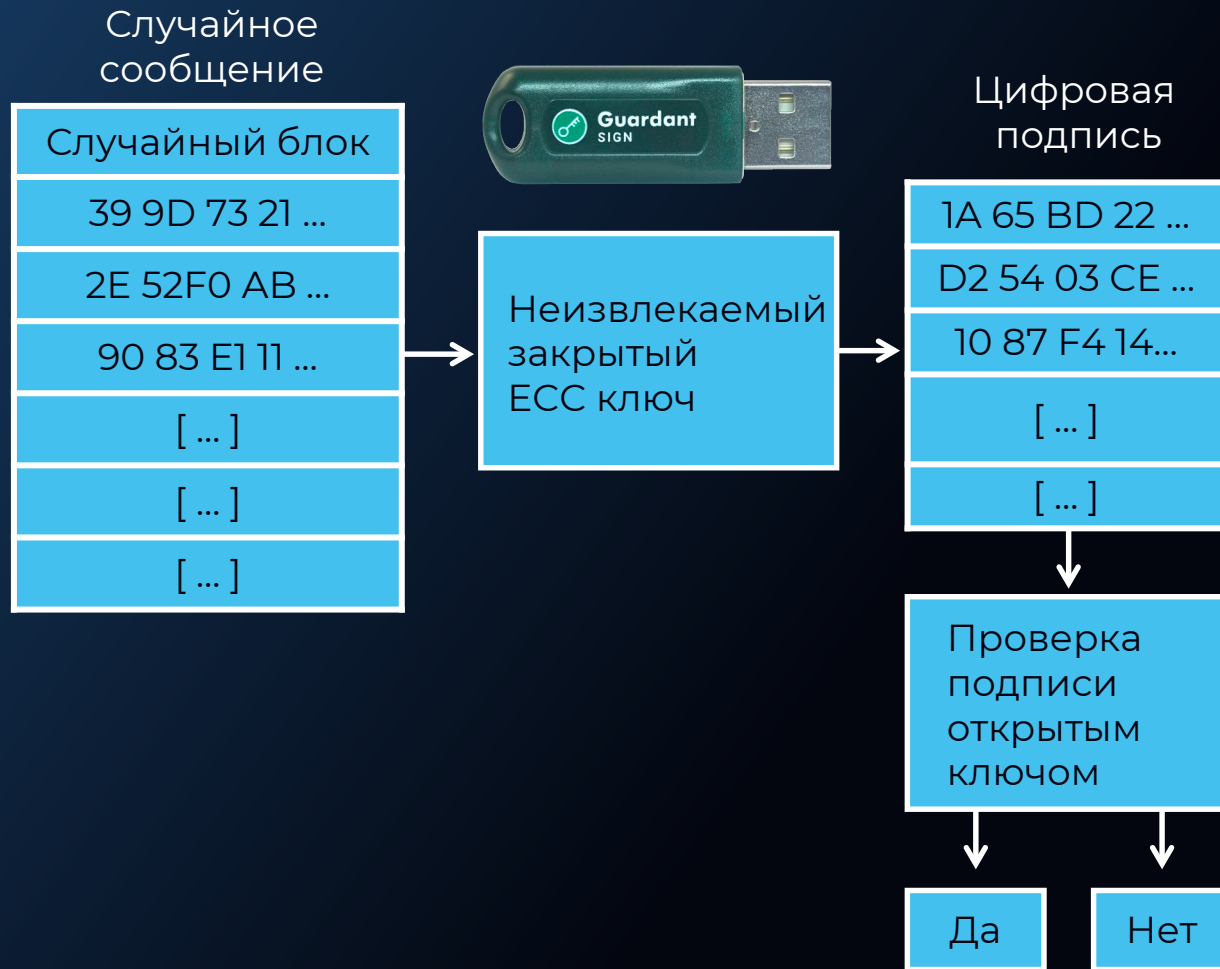 Случайное
сообщение
Случайный блок
39 9D 73 21 ...
2E 52F0 AB ...
90 83 E1 11 ...
[ ... ]
[ ... ]
[ ... ]
Guardant
SIGN
Неизвлекаемый
закрытый
ECC ключ
Цифровая
подпись
1A 65 BD 22 ...
D2 54 03 CE ...
10 87 F4 14...
[ ... ]
[ ... ]
Проверка
подписи
открытым
ключом
Да
Нет